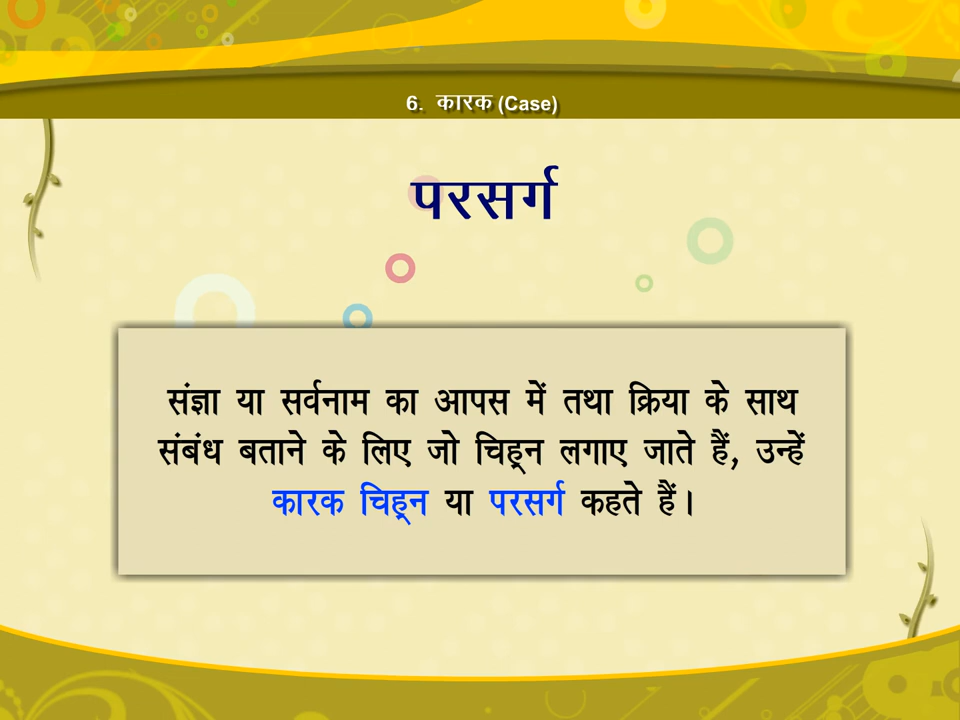 6. कारक (Case)
परसर्ग
संज्ञा या सर्वनाम का आपस में तथा क्रिया के साथ
संबंध बताने के लिए जो चिह्‌न लगाए जाते हैं, उन्हें
कारक चिह्‌न या परसर्ग कहते हैं।